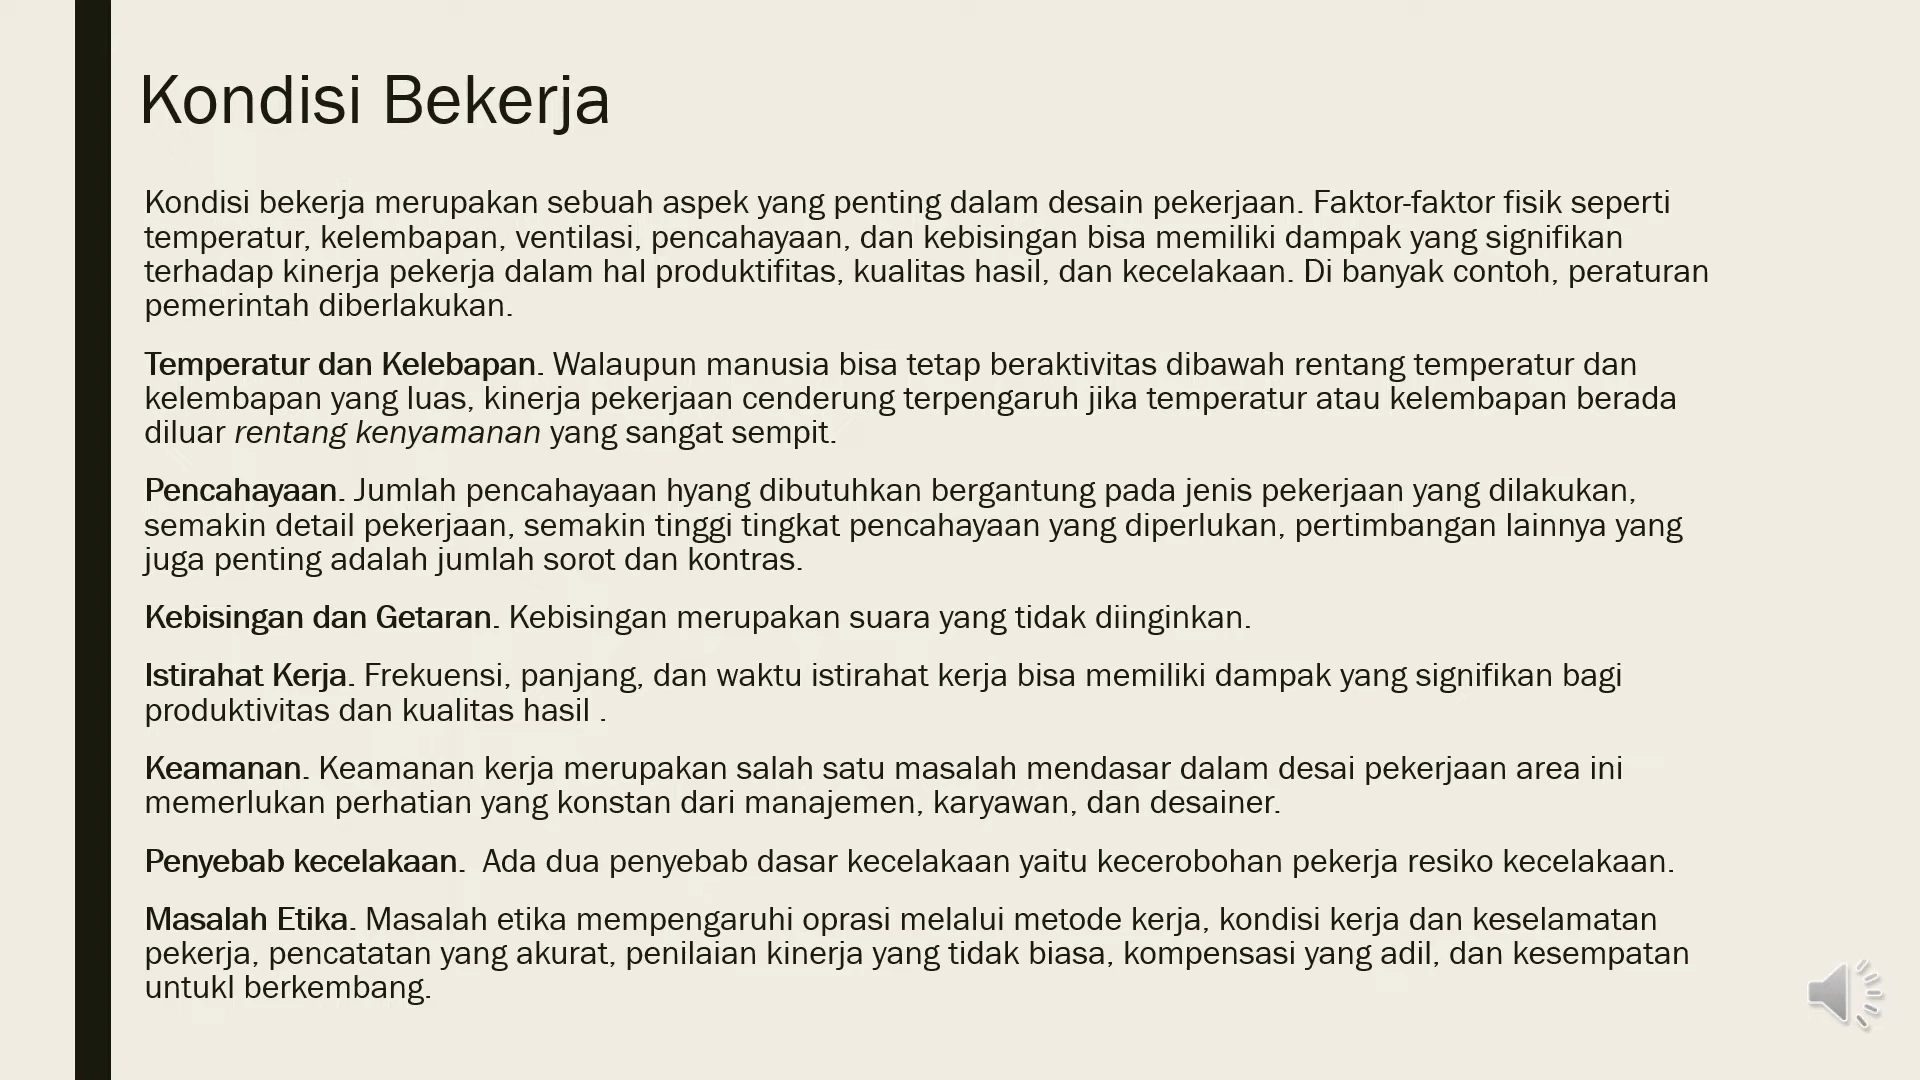 Kondisi Bekerja
Kondisi bekerja merupakan sebuah aspek yang penting dalam desain pekerjaan. Faktor-faktor fisik seperti
temperatur, kelembapan, ventilasi, pencahayaan, dan kebisingan bisa memiliki dampak yang signifikan
terhadap kinerja pekerja dalam hal produktifitas, kualitas hasil, dan kecelakaan. Di banyak contoh, peraturan
pemerintah diberlakukan.
Temperatur dan Kelebapan. Walaupun manusia bisa tetap beraktivitas dibawah rentang temperatur dan
kelembapan yang luas, kinerja pekerjaan cenderung terpengaruh jika temperatur atau kelembapan berada
diluar rentang kenyamanan yang sangat sempit.
Pencahayaan. Jumlah pencahayaan hyang dibutuhkan bergantung pada jenis pekerjaan yang dilakukan,
semakin detail pekerjaan, semakin tinggi tingkat pencahayaan yang diperlukan, pertimbangan lainnya yang
juga penting adalah jumlah sorot dan kontras.
Kebisingan dan Getaran. Kebisingan merupakan suara yang tidak diinginkan.
Istirahat Kerja. Frekuensi, panjang, dan waktu istirahat kerja bisa memiliki dampak yang signifikan bagi
produktivitas dan kualitas hasil .
Keamanan. Keamanan kerja merupakan salah satu masalah mendasar dalam desai pekerjaan area ini
memerlukan perhatian yang konstan dari manajemen, karyawan, dan desainer.
Penyebab kecelakaan.  Ada dua penyebab dasar kecelakaan yaitu kecerobohan pekerja resiko kecelakaan.
Masalah Etika. Masalah etika mempengaruhi oprasi melalui metode kerja, kondisi kerja dan keselamatan
pekerja, pencatatan yang akurat, penilaian kinerja yang tidak biasa, kompensasi yang adil, dan kesempatan
untukl berkembang.